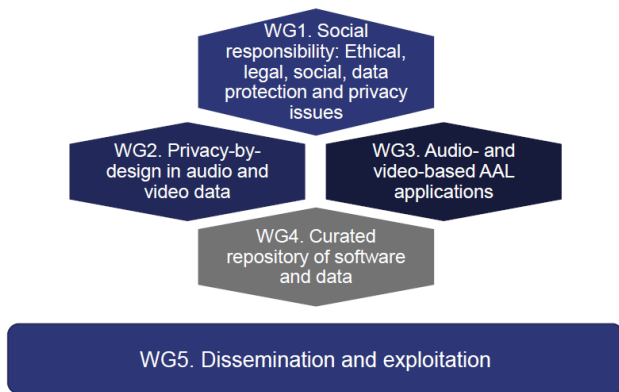 WG1. Social
responsibility: Ethical,
legal, social, data
protection and privacy
issues
WG2. Privacy-by-
design in audio and
video data
WG3. Audio- and
video-based AAL
applications
WG4. Curated
repository of software
and data
WG5. Dissemination and exploitation